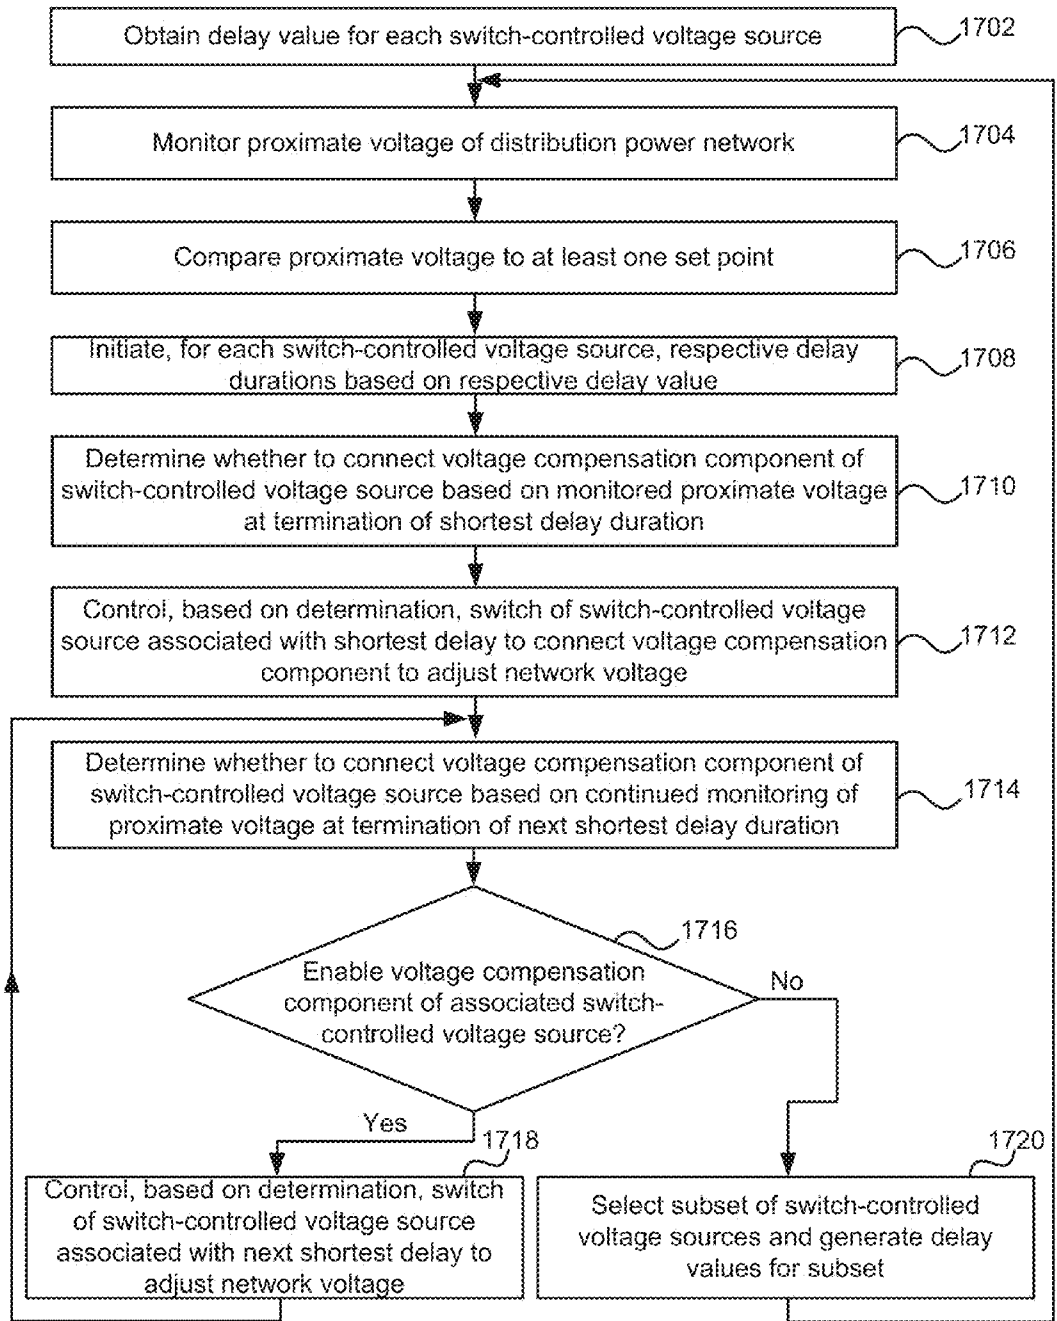 Obtain delay value for each switch-controlled voltage source
1702
Monitor proximate voltage of distribution power network
1704
Compare proximate voltage to at least one set point
1706
Initiate, for each switch-controlled voltage source, respective delay
durations based on respective delay value
1708
Determine whether to connect voltage compensation component of
switch-controlled voltage source based on monitored proximate voltage
at termination of shortest delay duration
1710
Control, based on determination, switch of switch-controlled voltage
source associated with shortest delay to connect voltage compensation
component to adjust network voltage
1712
Determine whether to connect voltage compensation component of
switch-controlled voltage source based on continued monitoring of
proximate voltage at termination of next shortest delay duration
1714
1716
Enable voltage compensation
component of associated switch-
controlled voltage source?
No
Yes
1718
Control, based on determination, switch
of switch-controlled voltage source
associated with next shortest delay to
adjust network voltage
1720
Select subset of switch-controlled
voltage sources and generate delay
values for subset